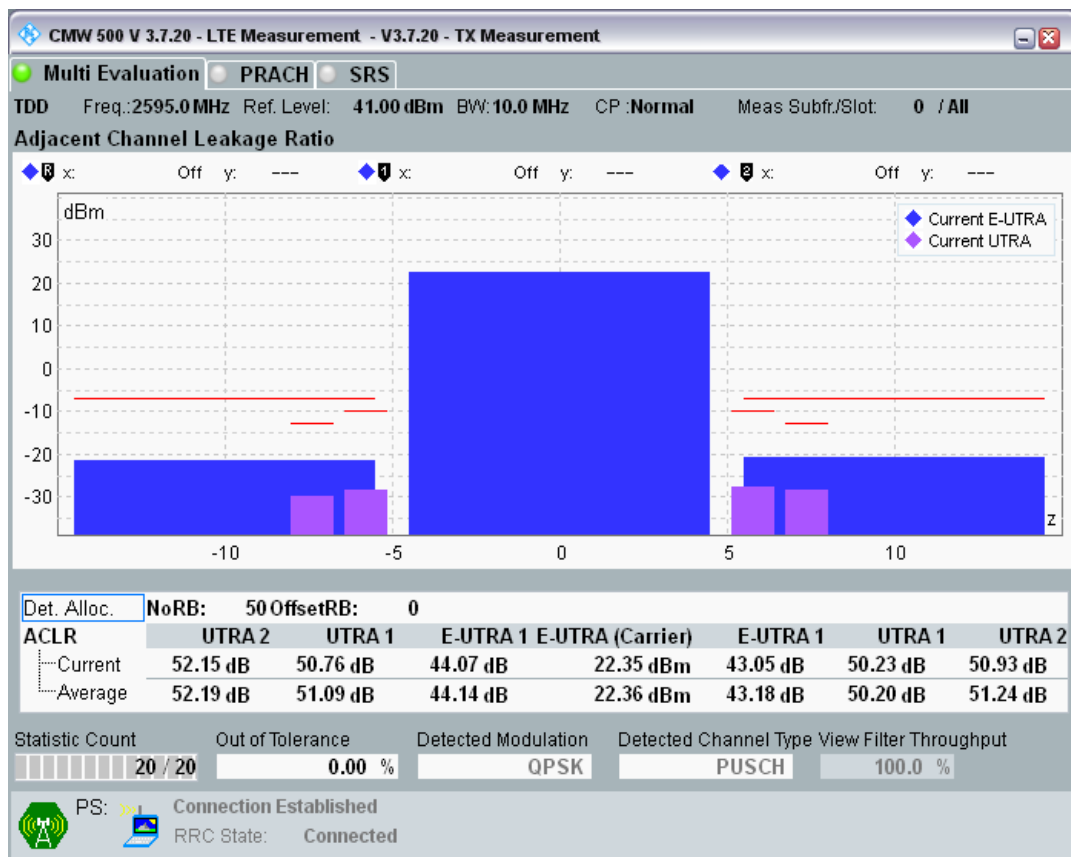 CMW 500 V 3.7.20 - LTE Measurement - V3.7.20 - TX Measurement
Multi Evaluation PRACH SRS
TDD Freq.:2595.0 MHz Ref. Level: 41.00 dBm BW: 10.0 MHz CP :Normal Meas Subfr./Slot: 0 / All
Adjacent Channel Leakage Ratio
R x: Off y: --- 1 x: Off y: --- 2 x: Off y: ---
dBm
Current E-UTRA
Current UTRA
30
20
10
0
-10
-20
-30
z
-10 -5 0 5 10
Det. Alloc. NoRB: 50 OffsetRB: 0
ACLR UTRA 2 UTRA 1 E-UTRA 1 E-UTRA (Carrier) E-UTRA 1 UTRA 1 UTRA 2
Current 52.15 dB 50.76 dB 44.07 dB 22.35 dBm 43.05 dB 50.23 dB 50.93 dB
Average 52.19 dB 51.09 dB 44.14 dB 22.36 dBm 43.18 dB 50.20 dB 51.24 dB
Statistic Count Out of Tolerance Detected Modulation Detected Channel Type View Filter Throughput
20 / 20 0.00 % QPSK PUSCH 100.0 %
PS: Connection Established
RRC State: Connected